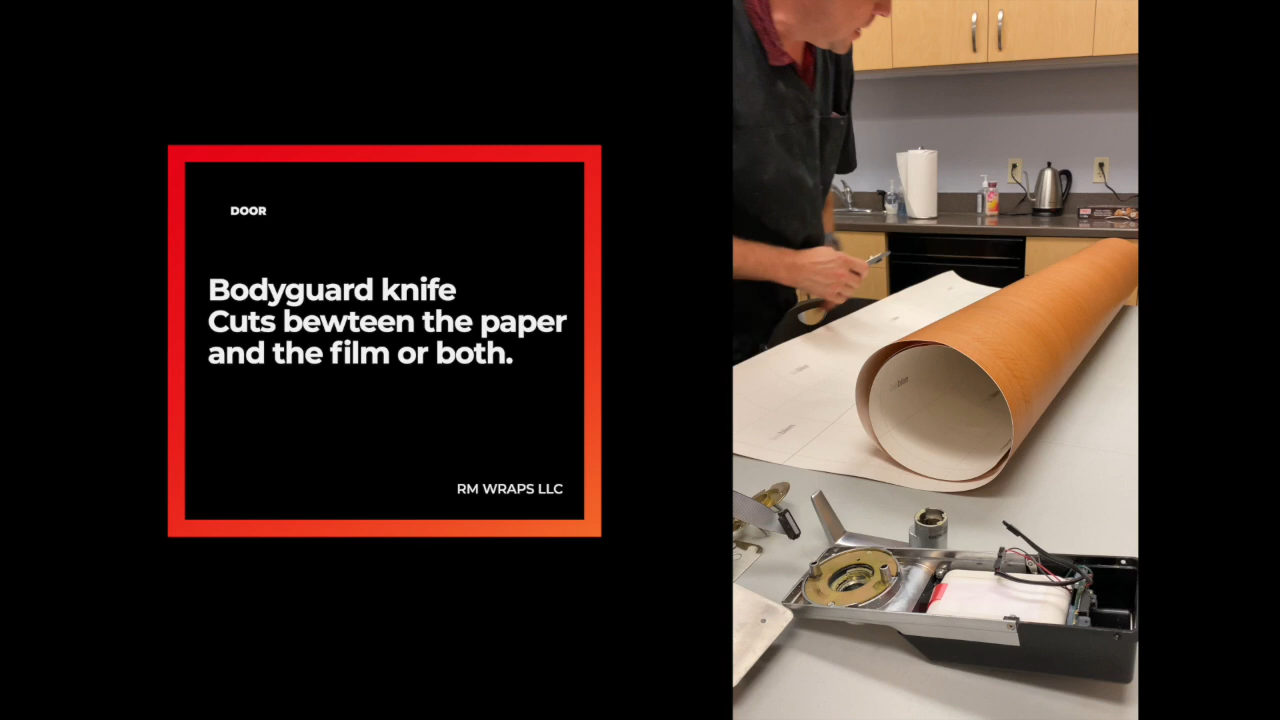 DOOR
Bodyguard knife
Cuts bewteen the paper
and the film or both.
RM WRAPS LLC